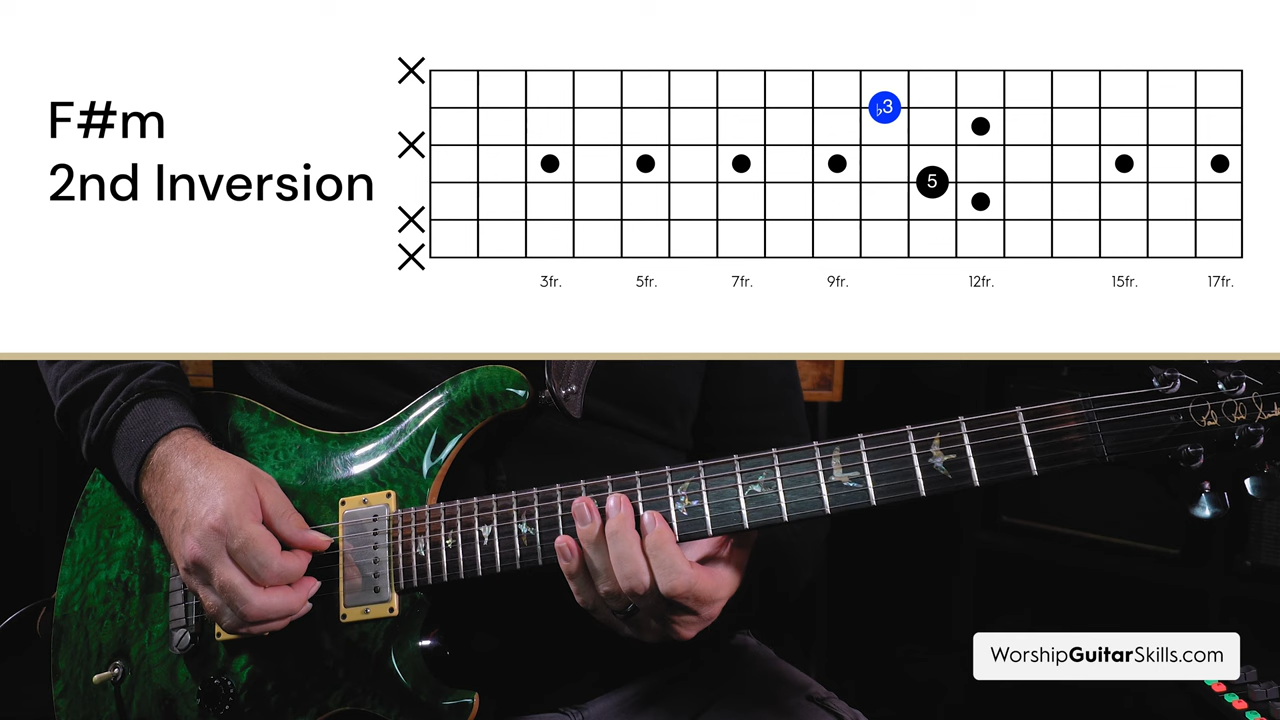 F#m
2nd Inversion
♭3
5
3fr. 5fr. 7fr. 9fr. 12fr. 15fr. 17fr.
WorshipGuitarSkills.com